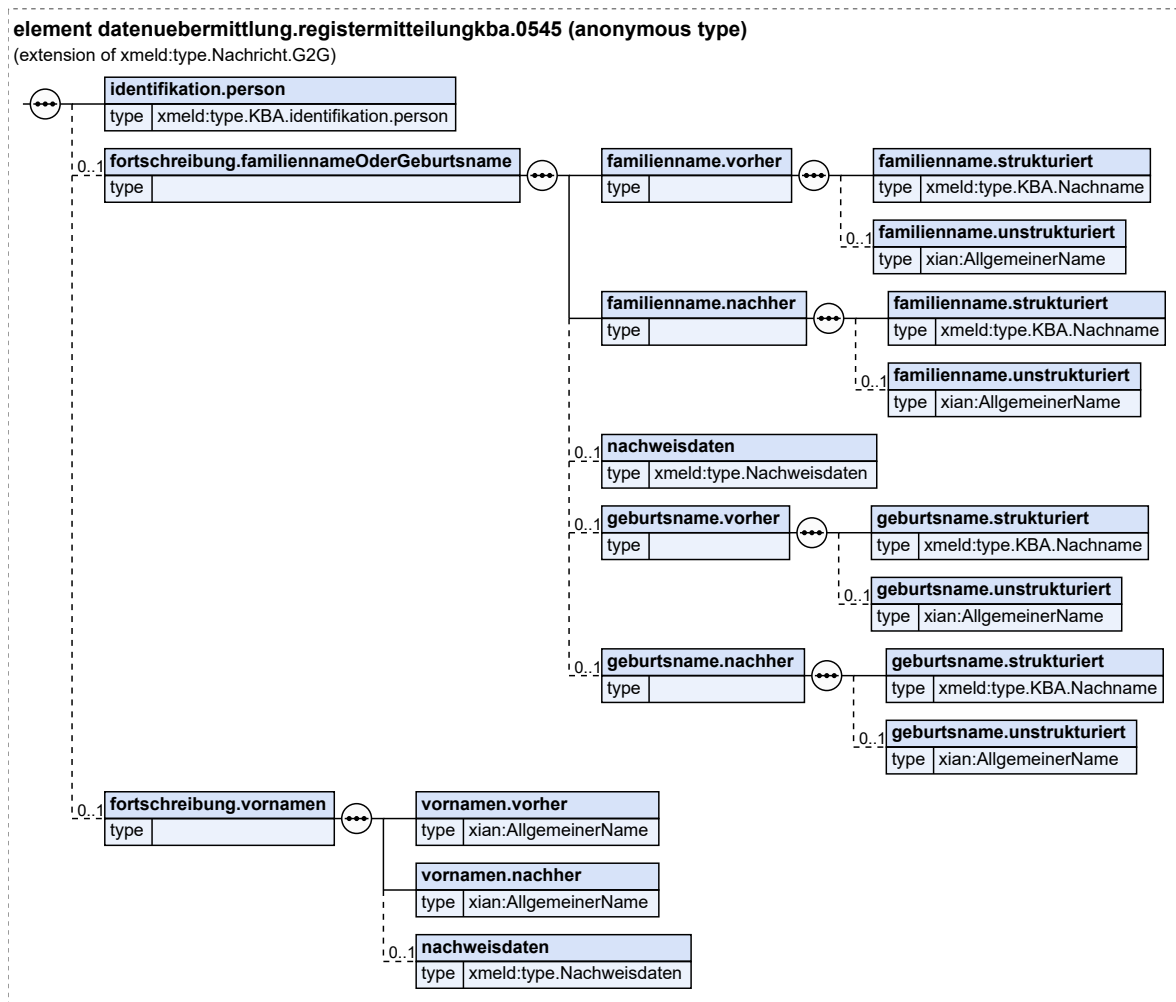 element datenuebermittlung.registermitteilungkba.0545 (anonymous type)
(extension of xmeld:type.Nachricht.G2G)
identifikation.person
type xmeld:type.KBA.identifikation.person
0..1 fortschreibung.familiennameOderGeburtsname
type
familienname.vorher
type
familienname.strukturiert
type xmeld:type.KBA.Nachname
0..1 familienname.unstrukturiert
type xian:AllgemeinerName
familienname.nachher
type
familienname.strukturiert
type xmeld:type.KBA.Nachname
0..1 familienname.unstrukturiert
type xian:AllgemeinerName
0..1 nachweisdaten
type xmeld:type.Nachweisdaten
0..1 geburtsname.vorher
type
geburtsname.strukturiert
type xmeld:type.KBA.Nachname
0..1 geburtsname.unstrukturiert
type xian:AllgemeinerName
0..1 geburtsname.nachher
type
geburtsname.strukturiert
type xmeld:type.KBA.Nachname
0..1 geburtsname.unstrukturiert
type xian:AllgemeinerName
0..1 fortschreibung.vornamen
type
vornamen.vorher
type xian:AllgemeinerName
vornamen.nachher
type xian:AllgemeinerName
0..1 nachweisdaten
type xmeld:type.Nachweisdaten